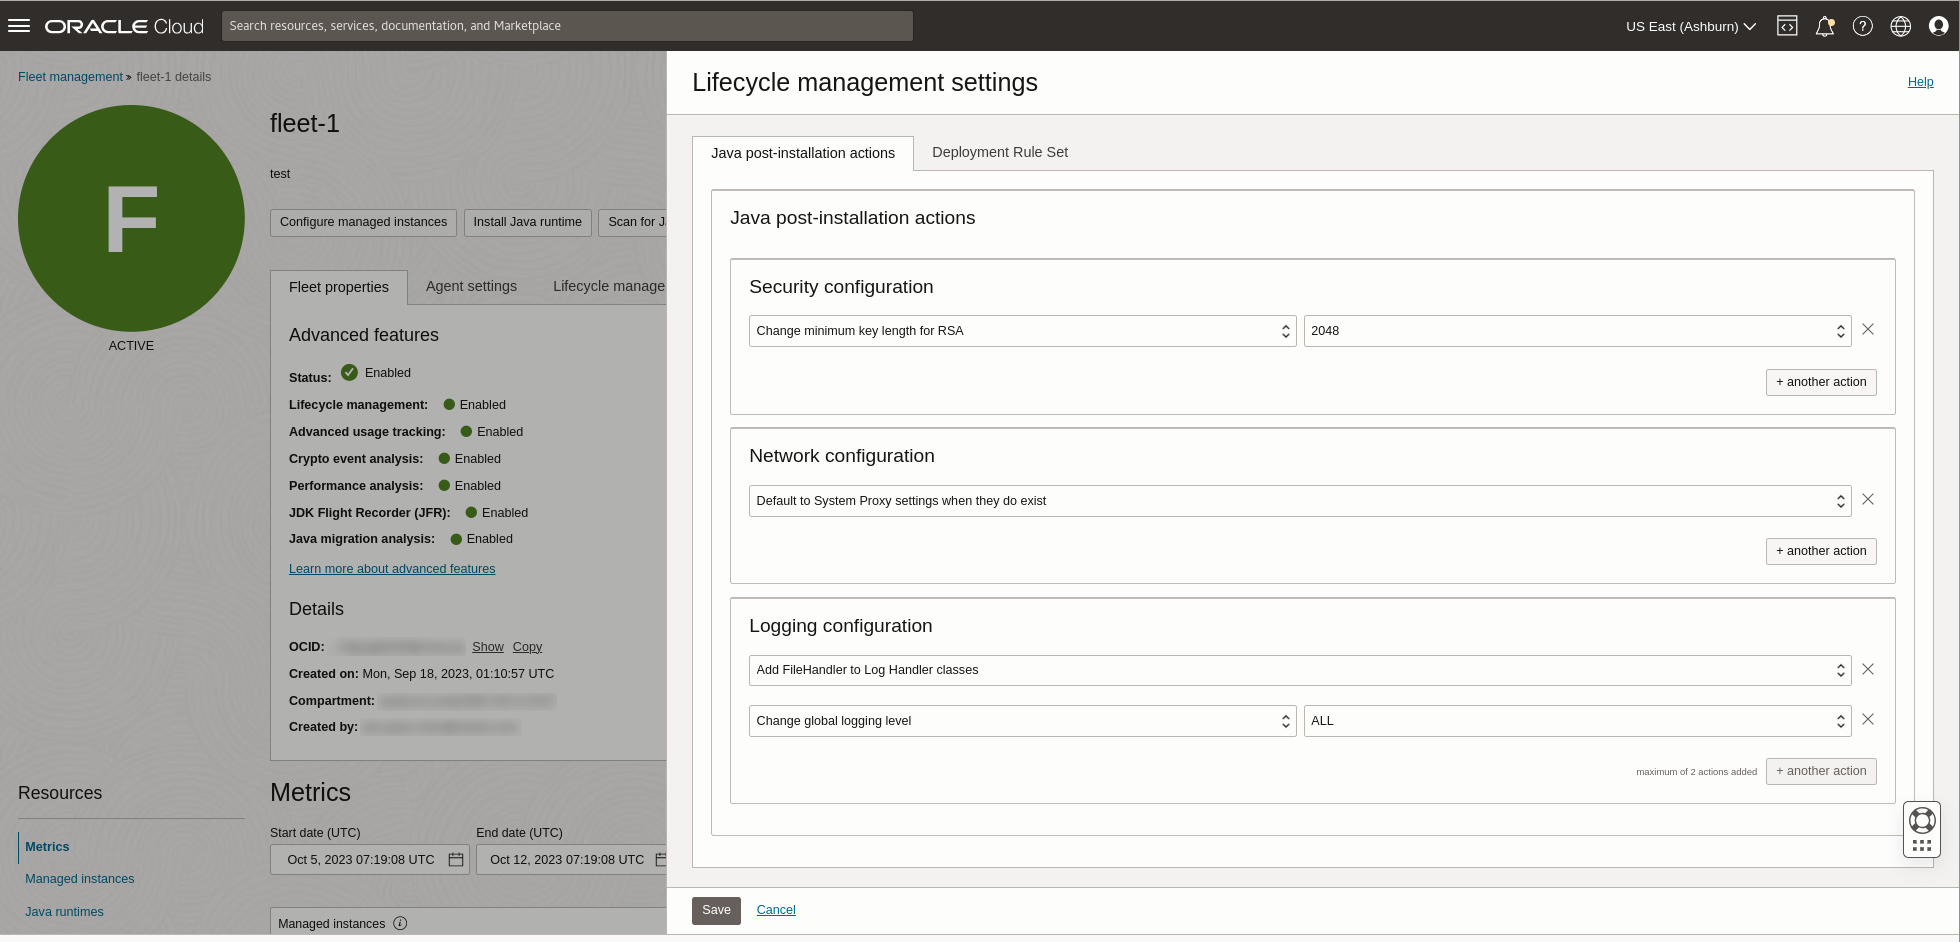 ORACLE Cloud
Search resources, services, documentation, and Marketplace
US East (Ashburn)
Fleet management » fleet-1 details
F
ACTIVE
fleet-1
test
Configure managed instances
Install Java runtime
Scan for J
Fleet properties
Agent settings
Lifecycle manage
Advanced features
Status: Enabled
Lifecycle management: Enabled
Advanced usage tracking: Enabled
Crypto event analysis: Enabled
Performance analysis: Enabled
JDK Flight Recorder (JFR): Enabled
Java migration analysis: Enabled
Learn more about advanced features
Details
OCID: Show Copy
Created on: Mon, Sep 18, 2023, 01:10:57 UTC
Compartment:
Created by:
Resources
Metrics
Managed instances
Java runtimes
Metrics
Start date (UTC)
End date (UTC)
Oct 5, 2023 07:19:08 UTC
Oct 12, 2023 07:19:08 UTC
Managed instances
Lifecycle management settings
Help
Java post-installation actions
Deployment Rule Set
Java post-installation actions
Security configuration
Change minimum key length for RSA
2048
+ another action
Network configuration
Default to System Proxy settings when they do exist
+ another action
Logging configuration
Add FileHandler to Log Handler classes
Change global logging level
ALL
maximum of 2 actions added
+ another action
Save
Cancel